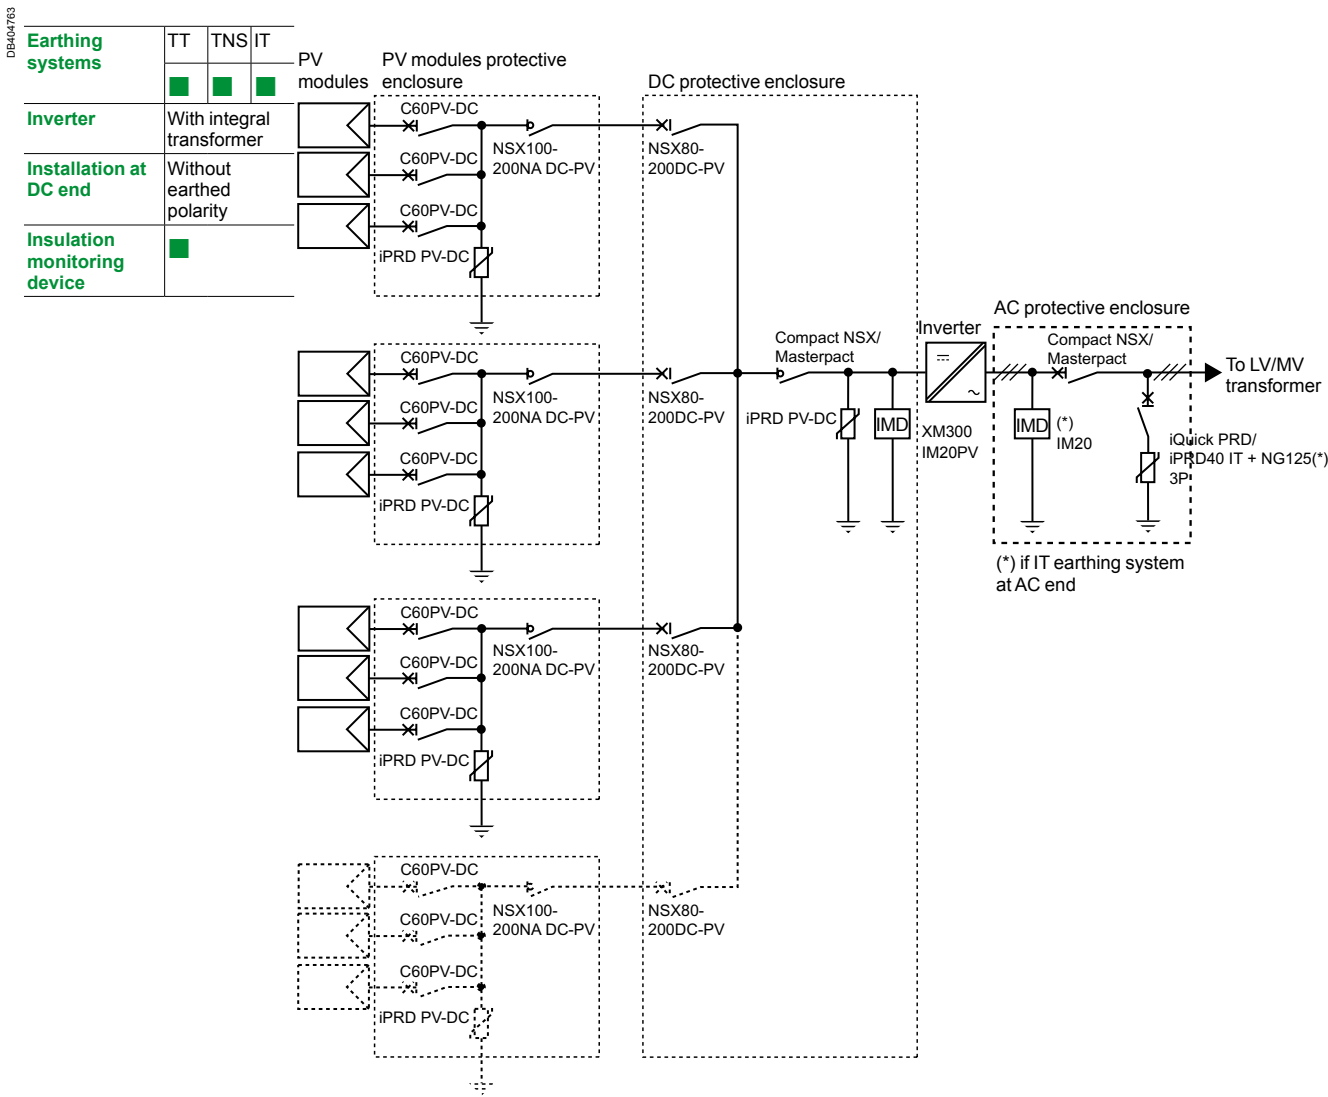 DB404763
Earthing systems
TT TNS IT
Inverter
With integral
transformer
Installation at
DC end
Without
earthed
polarity
Insulation
monitoring
device
PV
modules
PV modules protective
enclosure
DC protective enclosure
C60PV-DC
C60PV-DC
C60PV-DC
iPRD PV-DC
NSX100-
200NA DC-PV
NSX80-
200DC-PV
C60PV-DC
C60PV-DC
C60PV-DC
iPRD PV-DC
NSX100-
200NA DC-PV
NSX80-
200DC-PV
C60PV-DC
C60PV-DC
C60PV-DC
iPRD PV-DC
NSX100-
200NA DC-PV
NSX80-
200DC-PV
C60PV-DC
C60PV-DC
C60PV-DC
iPRD PV-DC
NSX100-
200NA DC-PV
NSX80-
200DC-PV
Compact NSX/
Masterpact
iPRD PV-DC
IMD
Inverter
XM300
IM20PV
AC protective enclosure
Compact NSX/
Masterpact
IMD
(*)
IM20
iQuick PRD/
iPRD40 IT + NG125(*)
3P
To LV/MV
transformer
(*) if IT earthing system
at AC end